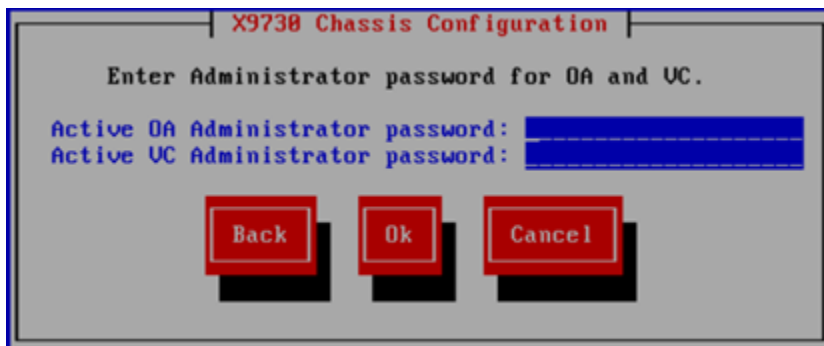 X9730 Chassis Configuration
Enter Administrator password for OA and VC.
Active OA Administrator password:
Active VC Administrator password:
Back Ok Cancel